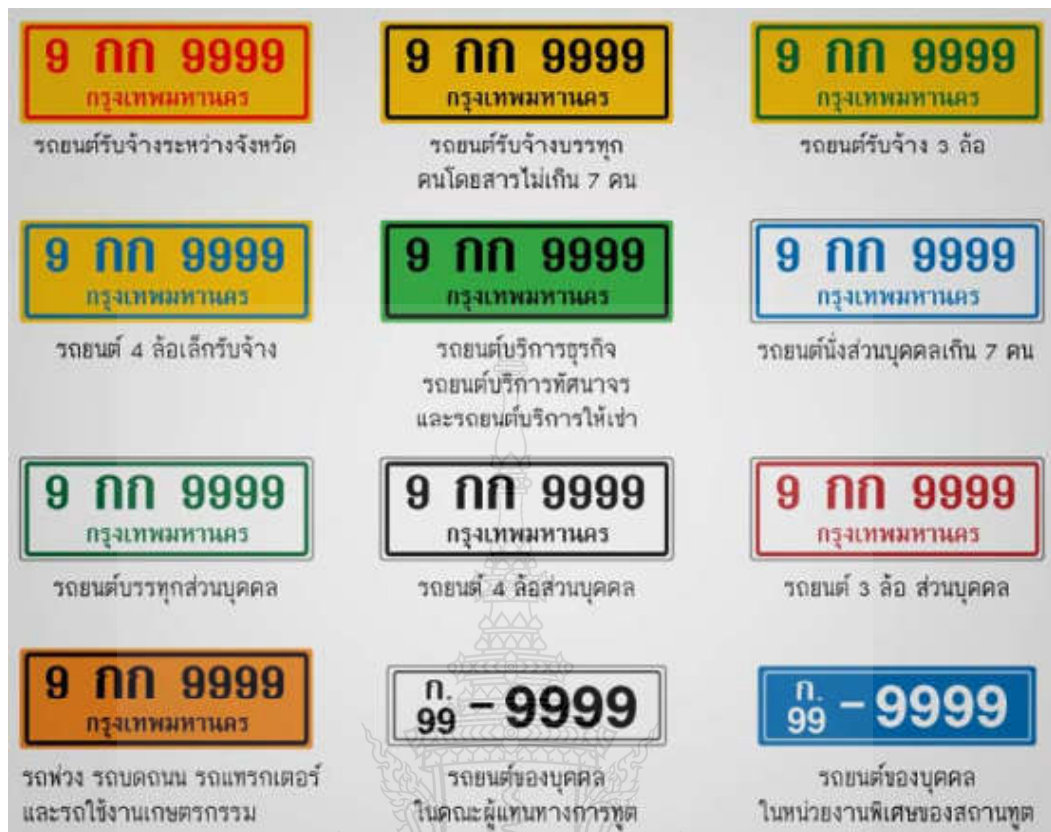 9 กก 9999
กรุงเทพมหานคร
รถยนต์รับจ้างระหว่างจังหวัด
9 กก 9999
กรุงเทพมหานคร
รถยนต์รับจ้างบรรทุก
คนโดยสารไม่เกิน 7 คน
9 กก 9999
กรุงเทพมหานคร
รถยนต์รับจ้าง 3 ล้อ
9 กก 9999
กรุงเทพมหานคร
รถยนต์ 4 ล้อเล็กรับจ้าง
9 กก 9999
กรุงเทพมหานคร
รถยนต์บริการธุรกิจ
รถยนต์บริการทัศนาจร
และรถยนต์บริการให้เช่า
9 กก 9999
กรุงเทพมหานคร
รถยนต์นั่งส่วนบุคคลเกิน 7 คน
9 กก 9999
กรุงเทพมหานคร
รถยนต์บรรทุกส่วนบุคคล
9 กก 9999
กรุงเทพมหานคร
รถยนต์ 4 ล้อส่วนบุคคล
9 กก 9999
กรุงเทพมหานคร
รถยนต์ 3 ล้อ ส่วนบุคคล
9 กก 9999
กรุงเทพมหานคร
รถพ่วง รถบดถนน รถแทรกเตอร์
และรถใช้งานเกษตรกรรม
ก.
99 - 9999
รถยนต์ของบุคคล
ในคณะผู้แทนทางการทูต
ก.
99 - 9999
รถยนต์ของบุคคล
ในหน่วยงานพิเศษของสถานทูต